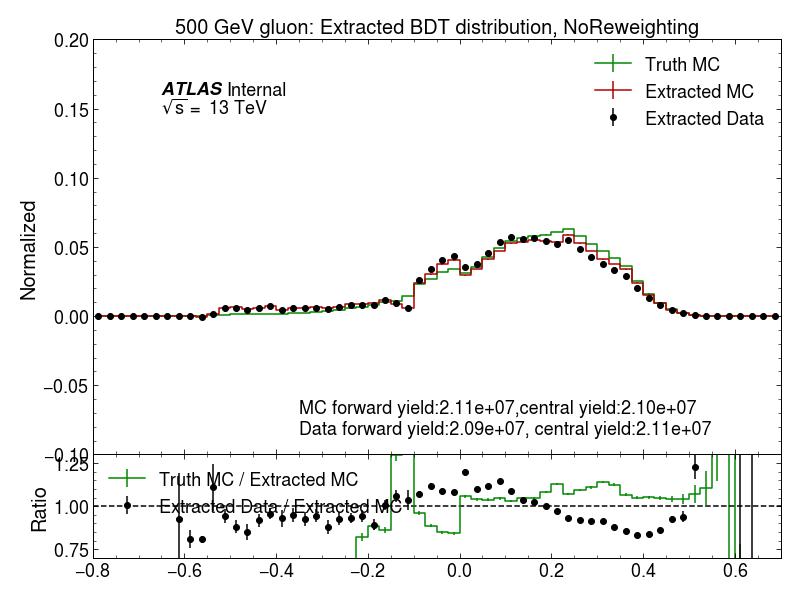 500 GeV gluon: Extracted BDT distribution, NoReweighting
0.20
0.15
0.10
0.05
0.00
−0.05
−0.10
Normalized
ATLAS Internal
√s = 13 TeV
Truth MC
Extracted MC
Extracted Data
MC forward yield:2.11e+07,central yield:2.10e+07
Data forward yield:2.09e+07, central yield:2.11e+07
1.25
1.00
0.75
Ratio
Truth MC / Extracted MC
Extracted Data / Extracted MC
−0.8 −0.6 −0.4 −0.2 0.0 0.2 0.4 0.6